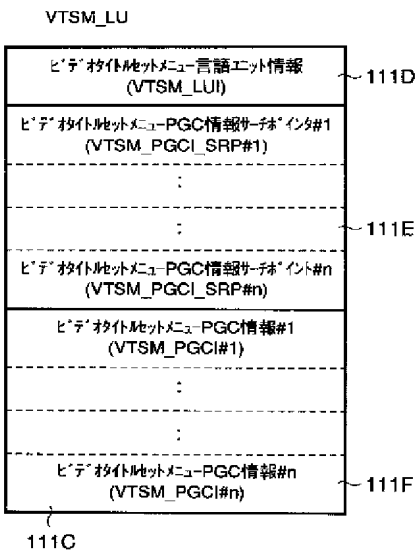 VTSM_LU
ﾋﾞﾃﾞｵﾀｲﾄﾙｾｯﾄﾒﾆｭｰ言語ﾕﾆｯﾄ情報
(VTSM_LUI)
111D
ﾋﾞﾃﾞｵﾀｲﾄﾙｾｯﾄﾒﾆｭｰPGC情報ｻｰﾁﾎﾟｲﾝﾀ#1
(VTSM_PGCI_SRP#1)
:
:
111E
ﾋﾞﾃﾞｵﾀｲﾄﾙｾｯﾄﾒﾆｭｰPGC情報ｻｰﾁﾎﾟｲﾝﾄ#n
(VTSM_PGCI_SRP#n)
ﾋﾞﾃﾞｵﾀｲﾄﾙｾｯﾄﾒﾆｭｰPGC情報#1
(VTSM_PGCI#1)
:
:
ﾋﾞﾃﾞｵﾀｲﾄﾙｾｯﾄﾒﾆｭｰPGC情報#n
(VTSM_PGCI#n)
111F
111C